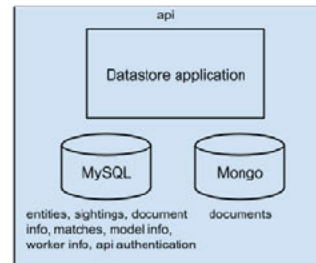 api
Datastore application
MySQL
Mongo
entities, sightings, document
info, matches, model info,
worker info, api authentication
documents